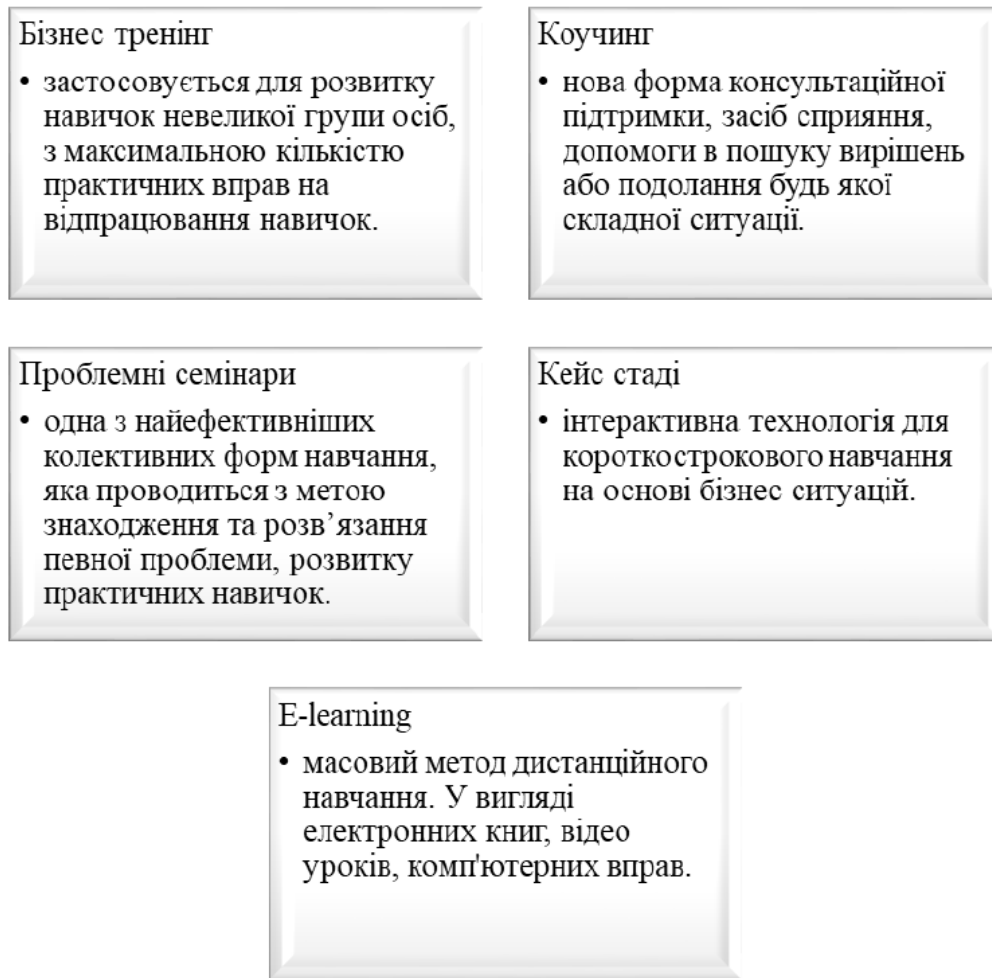 Бізнес тренінг
• застосовується для розвитку
навичок невеликої групи осіб,
з максимальною кількістю
практичних вправ на
відпрацювання навичок.
Коучинг
• нова форма консультаційної
підтримки, засіб сприяння,
допомоги в пошуку вирішень
або подолання будь якої
складної ситуації.
Проблемні семінари
• одна з найефективніших
колективних форм навчання,
яка проводиться з метою
знаходження та розв’язання
певної проблеми, розвитку
практичних навичок.
Кейс стаді
• інтерактивна технологія для
короткострокового навчання
на основі бізнес ситуацій.
E-learning
• масовий метод дистанційного
навчання. У вигляді
електронних книг, відео
уроків, комп'ютерних вправ.